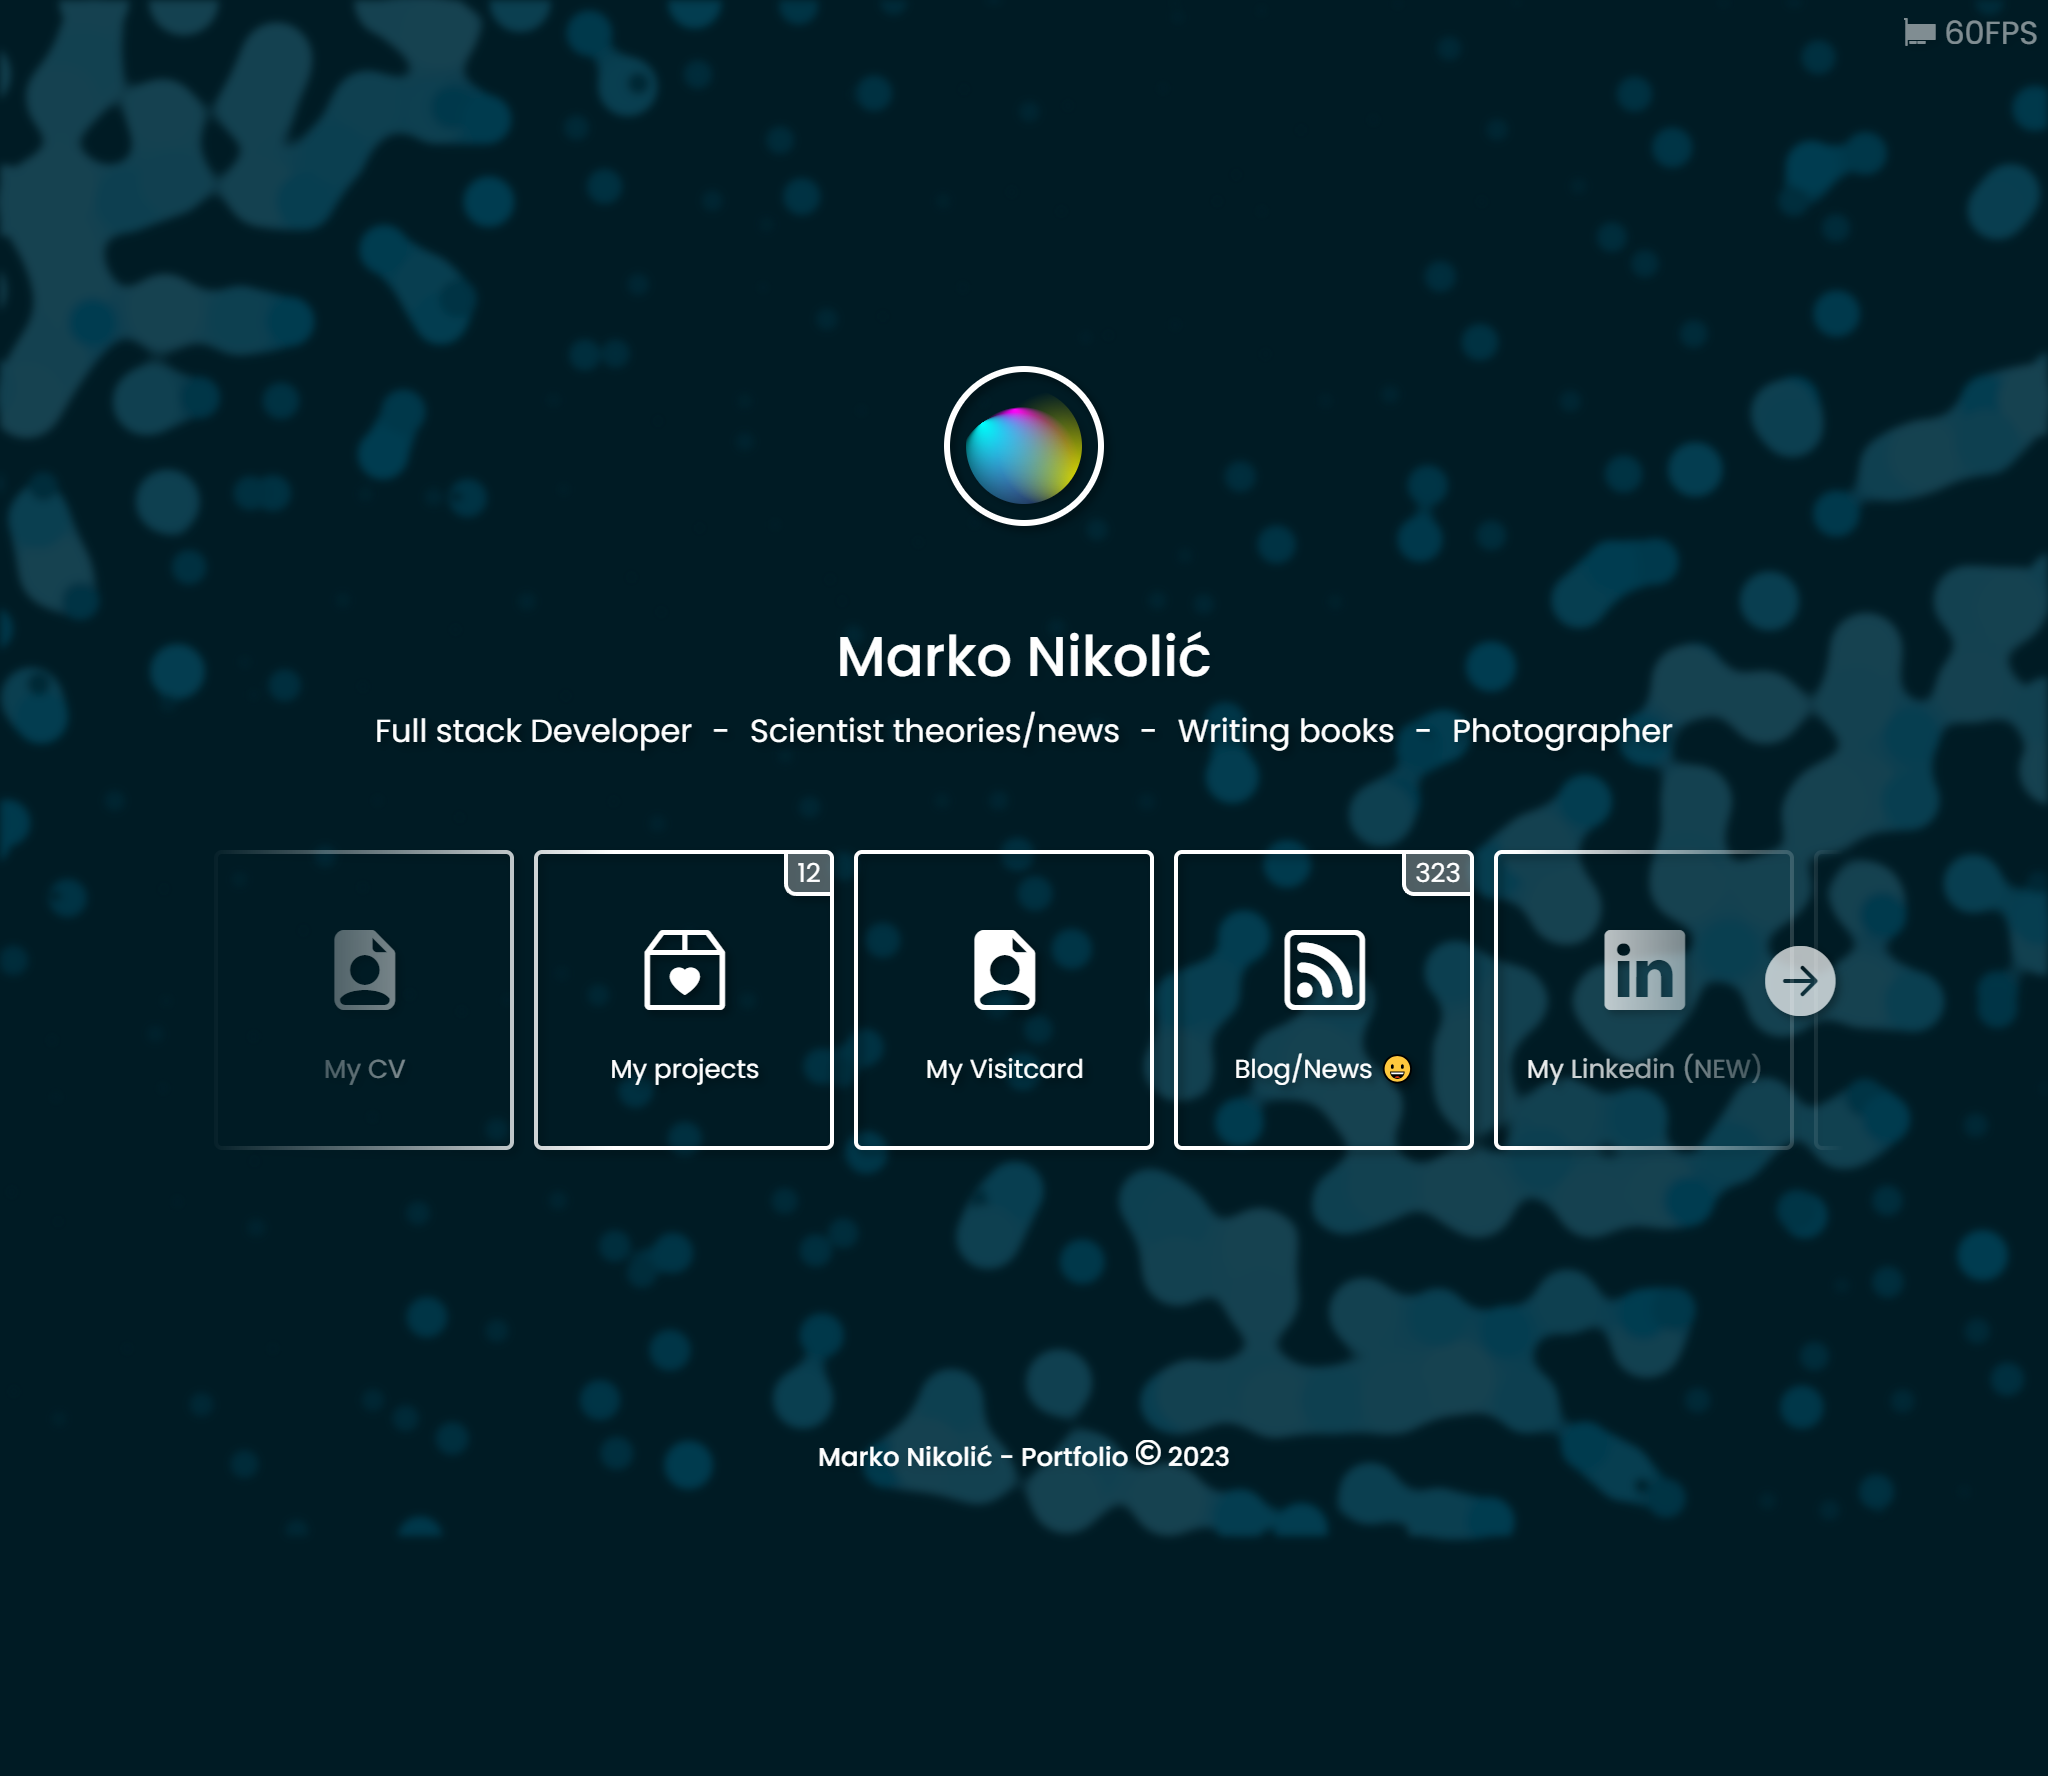 60FPS
Marko Nikolić
Full stack Developer - Scientist theories/news - Writing books - Photographer
My CV
12
My projects
My Visitcard
323
Blog/News 😀
in
My Linkedin (NEW)
Marko Nikolić - Portfolio © 2023